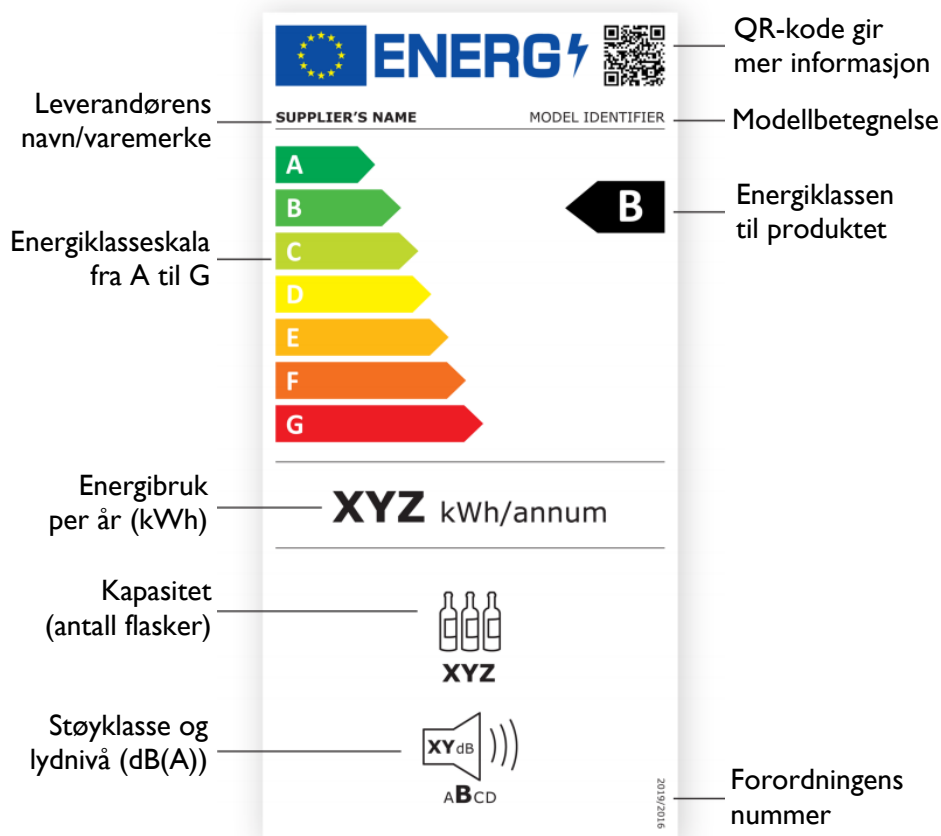 ENERG
QR-kode gir
mer informasjon
Leverandørens
navn/varemerke
SUPPLIER'S NAME
MODEL IDENTIFIER
Modellbetegnelse
A
B
C
D
E
F
G
B
Energiklassen
til produktet
Energiklasseskala
fra A til G
Energibruk
per år (kWh)
XYZ kWh/annum
Kapasitet
(antall flasker)
XYZ
Støyklasse og
lydnivå (dB(A))
XY dB
ABCD
2019/2016
Forordningens
nummer